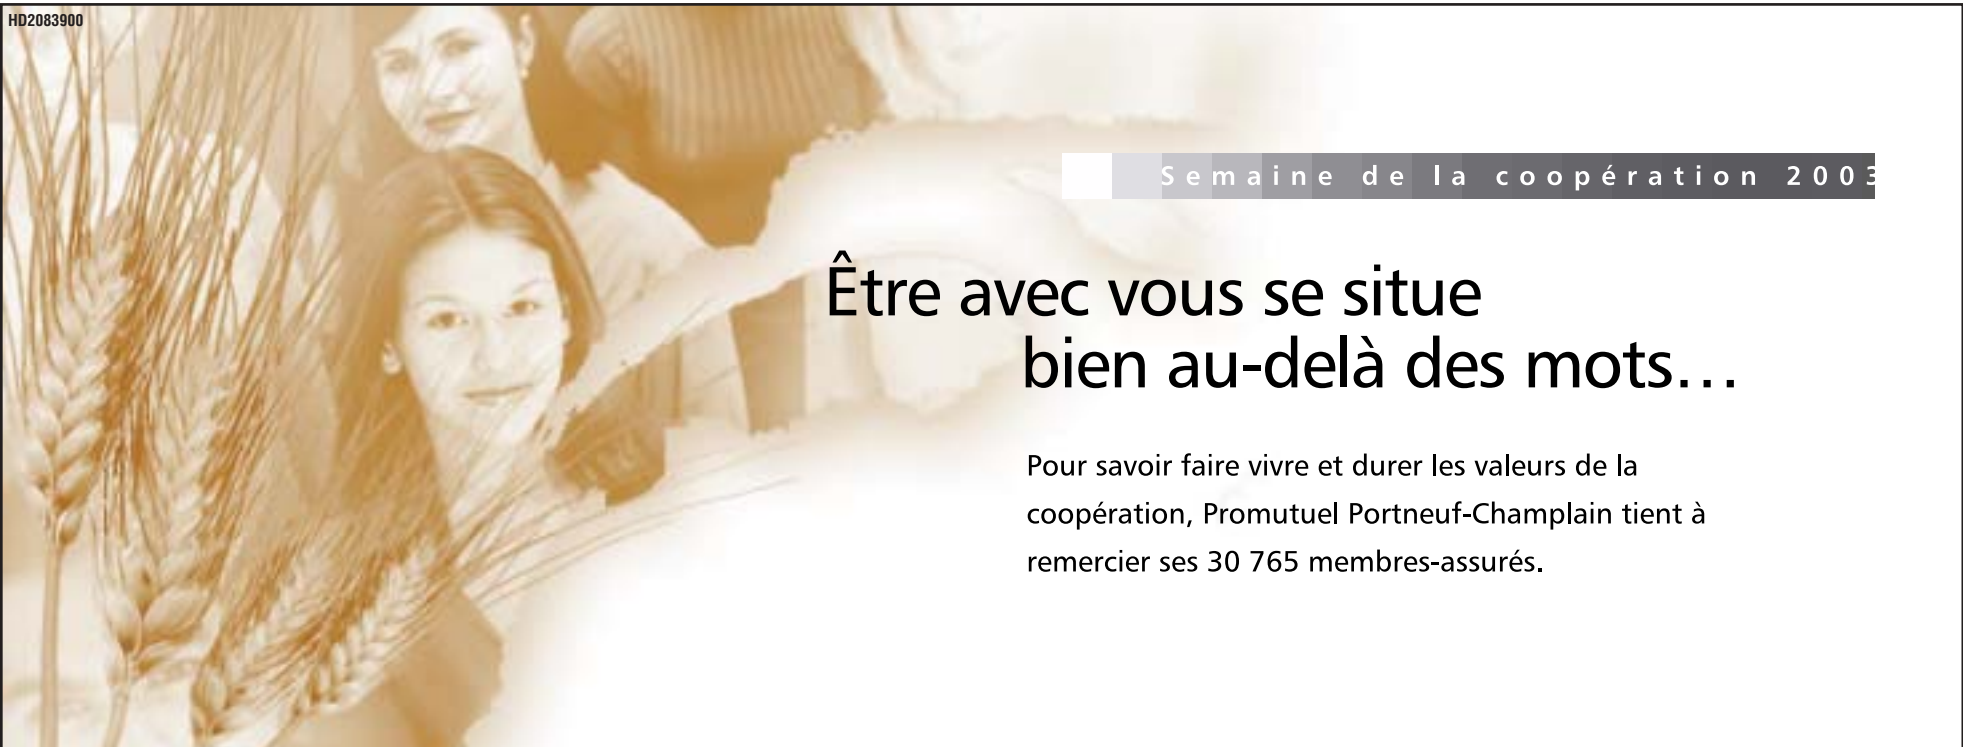 HD2083900
Semaine de la coopération 2003
Être avec vous se situe
bien au-delà des mots…
Pour savoir faire vivre et durer les valeurs de la
coopération, Promutuel Portneuf-Champlain tient à
remercier ses 30 765 membres-assurés.